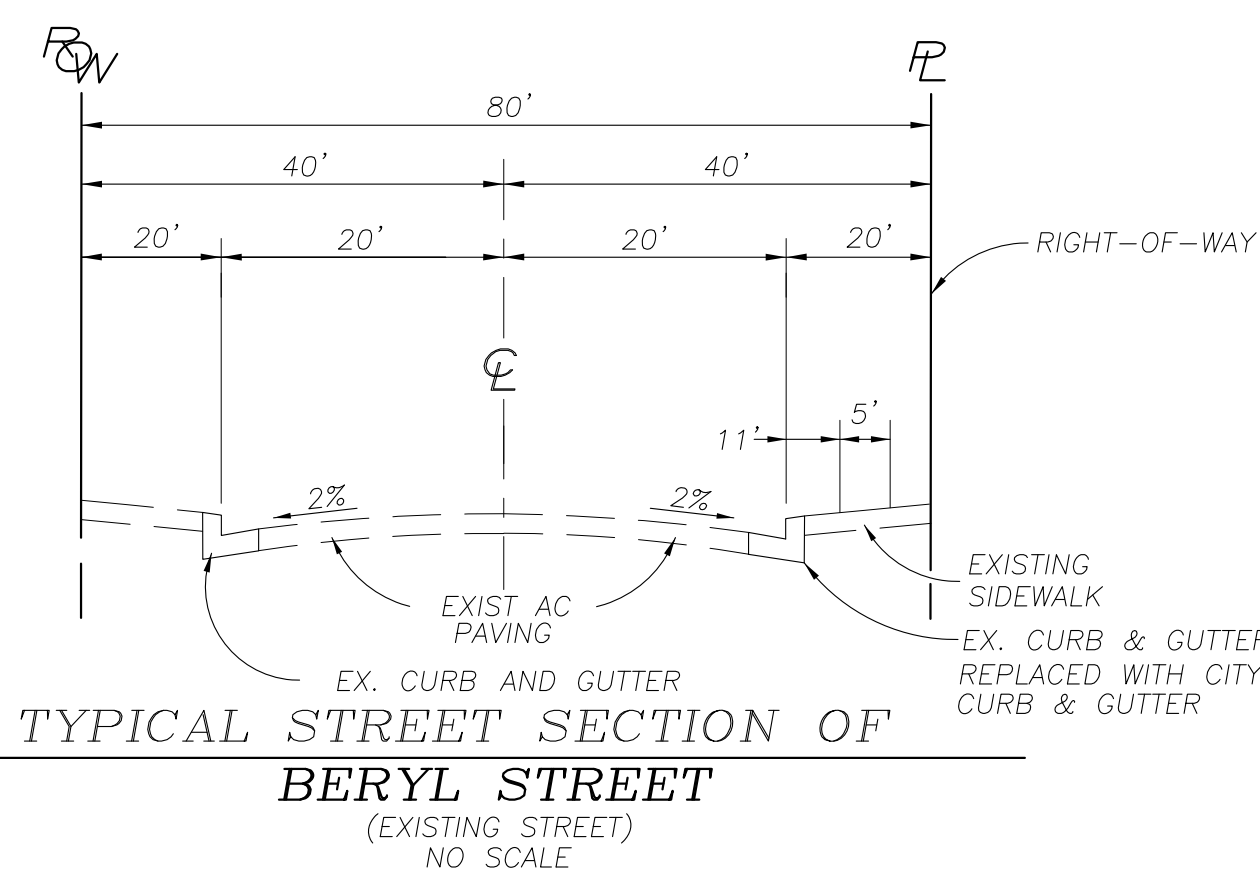 ROW
PL
80'
40'
40'
20'
20'
20'
20'
RIGHT-OF-WAY
CL
5'
11'
2%
2%
EXISTING
SIDEWALK
EXIST AC
PAVING
EX. CURB & GUTTER
REPLACED WITH CITY
CURB & GUTTER
EX. CURB AND GUTTER
TYPICAL STREET SECTION OF
BERYL STREET
(EXISTING STREET)
NO SCALE